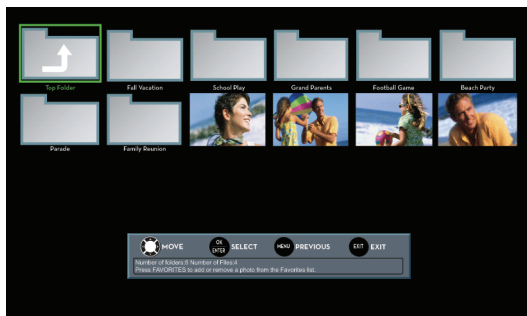 Top Folder Fall Vacation School Play Grand Parents Football Game Beach Party
Parade Family Reunion
MOVE OK ENTER SELECT MENU PREVIOUS EXIT EXIT
Number of folders:8 Number of Files:4
Press FAVORITES to add or remove a photo from the Favorites list.